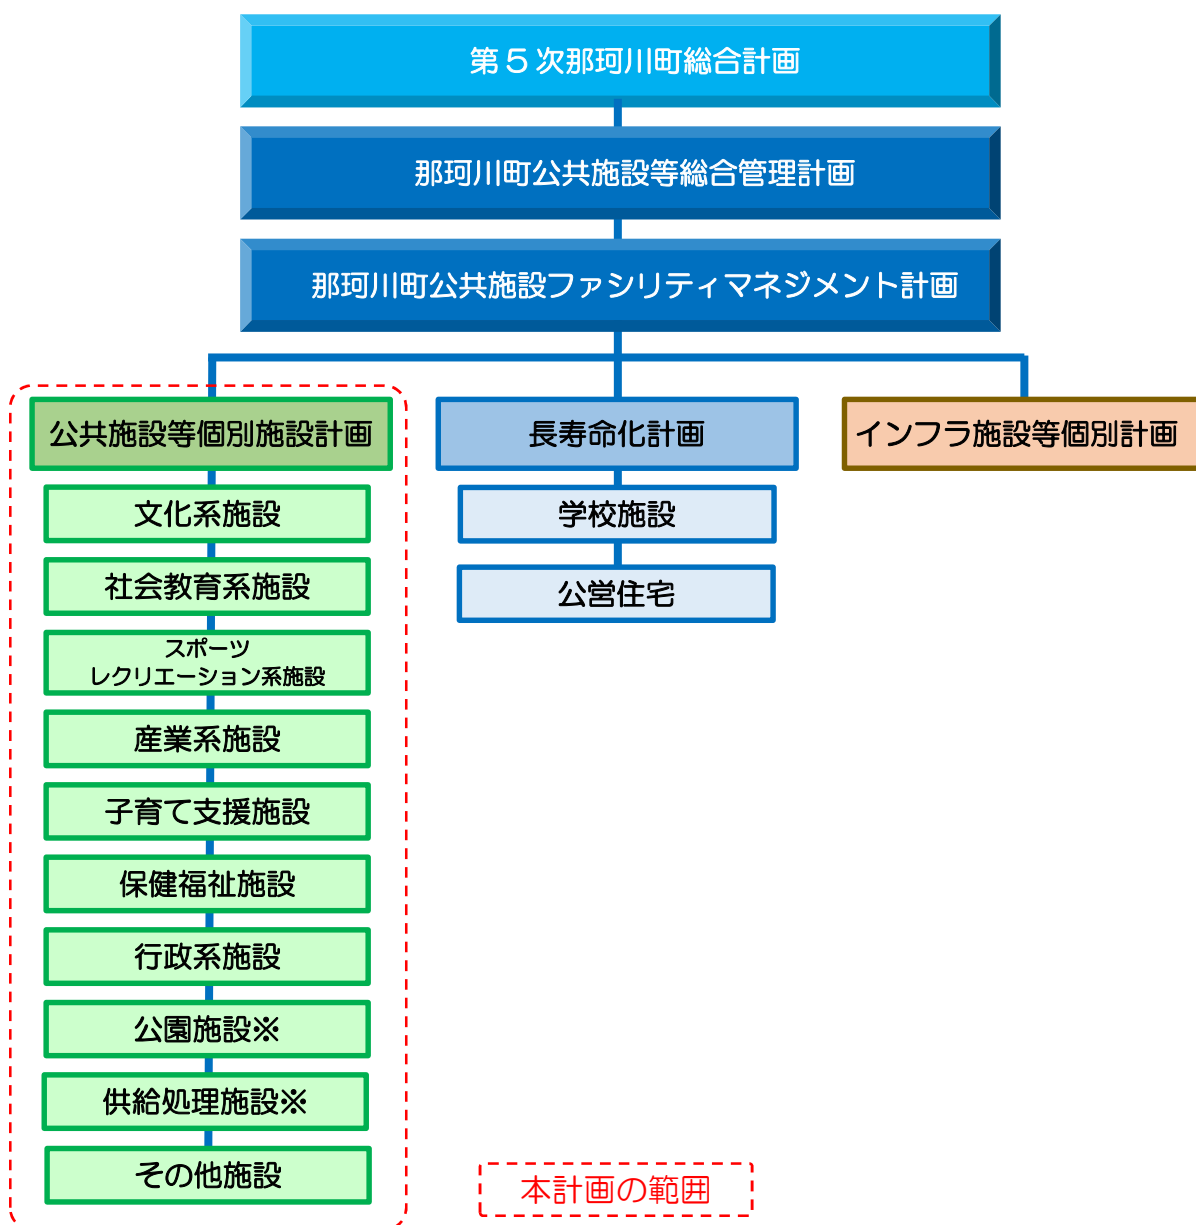 第５次那珂川町総合計画
那珂川町公共施設等総合管理計画
那珂川町公共施設ファシリティマネジメント計画
公共施設等個別施設計画
文化系施設
社会教育系施設
スポーツ
レクリエーション系施設
産業系施設
子育て支援施設
保健福祉施設
行政系施設
公園施設※
供給処理施設※
その他施設
長寿命化計画
学校施設
公営住宅
インフラ施設等個別計画
本計画の範囲